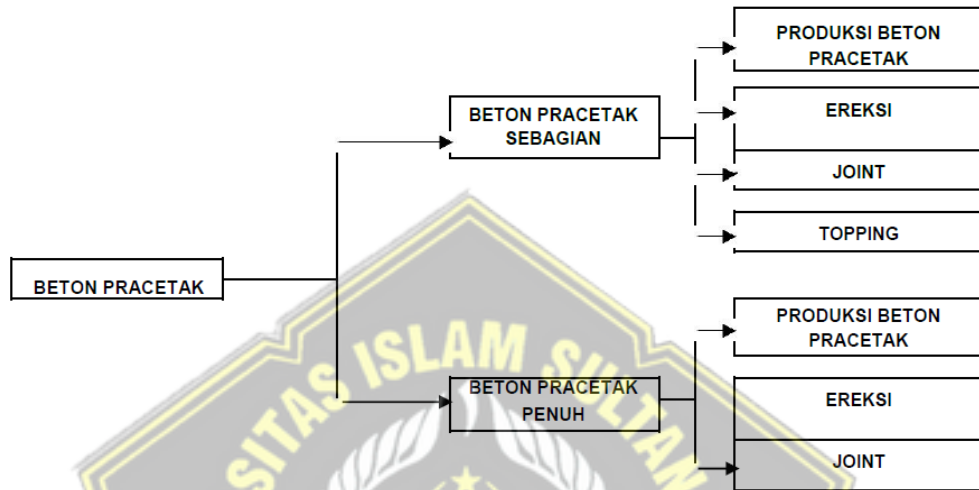 PRODUKSI BETON
PRACETAK
BETON PRACETAK
SEBAGIAN
EREKSI
JOINT
TOPPING
BETON PRACETAK
PRODUKSI BETON
PRACETAK
BETON PRACETAK
PENUH
EREKSI
JOINT
SITAS ISLAM SULTAN